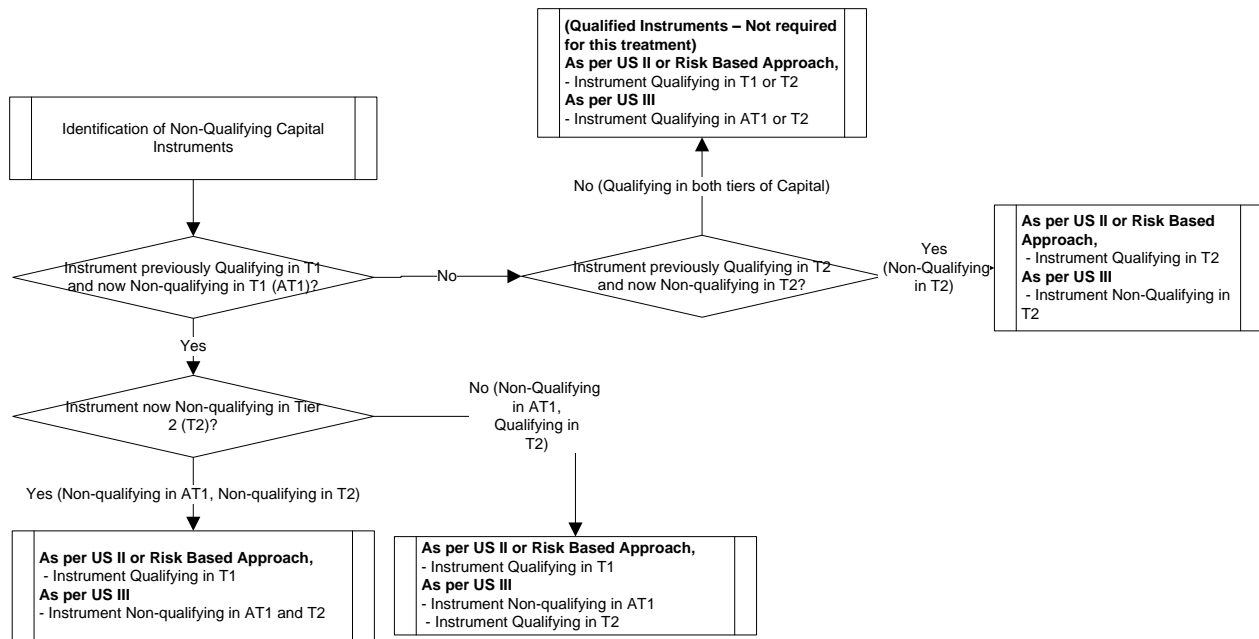 (Qualified Instruments – Not required
for this treatment)
As per US II or Risk Based Approach,
- Instrument Qualifying in T1 or T2
As per US III
- Instrument Qualifying in AT1 or T2
Identification of Non-Qualifying Capital
Instruments
No (Qualifying in both tiers of Capital)
Instrument previously Qualifying in T1
and now Non-qualifying in T1 (AT1)?
No
Instrument previously Qualifying in T2
and now Non-qualifying in T2?
Yes
(Non-Qualifying
in T2)
As per US II or Risk Based
Approach,
- Instrument Qualifying in T2
As per US III
- Instrument Non-Qualifying in
T2
Yes
Instrument now Non-qualifying in Tier
2 (T2)?
No (Non-Qualifying
in AT1,
Qualifying in
T2)
Yes (Non-qualifying in AT1, Non-qualifying in T2)
As per US II or Risk Based Approach,
- Instrument Qualifying in T1
As per US III
- Instrument Non-qualifying in AT1 and T2
As per US II or Risk Based Approach,
- Instrument Qualifying in T1
As per US III
- Instrument Non-qualifying in AT1
- Instrument Qualifying in T2